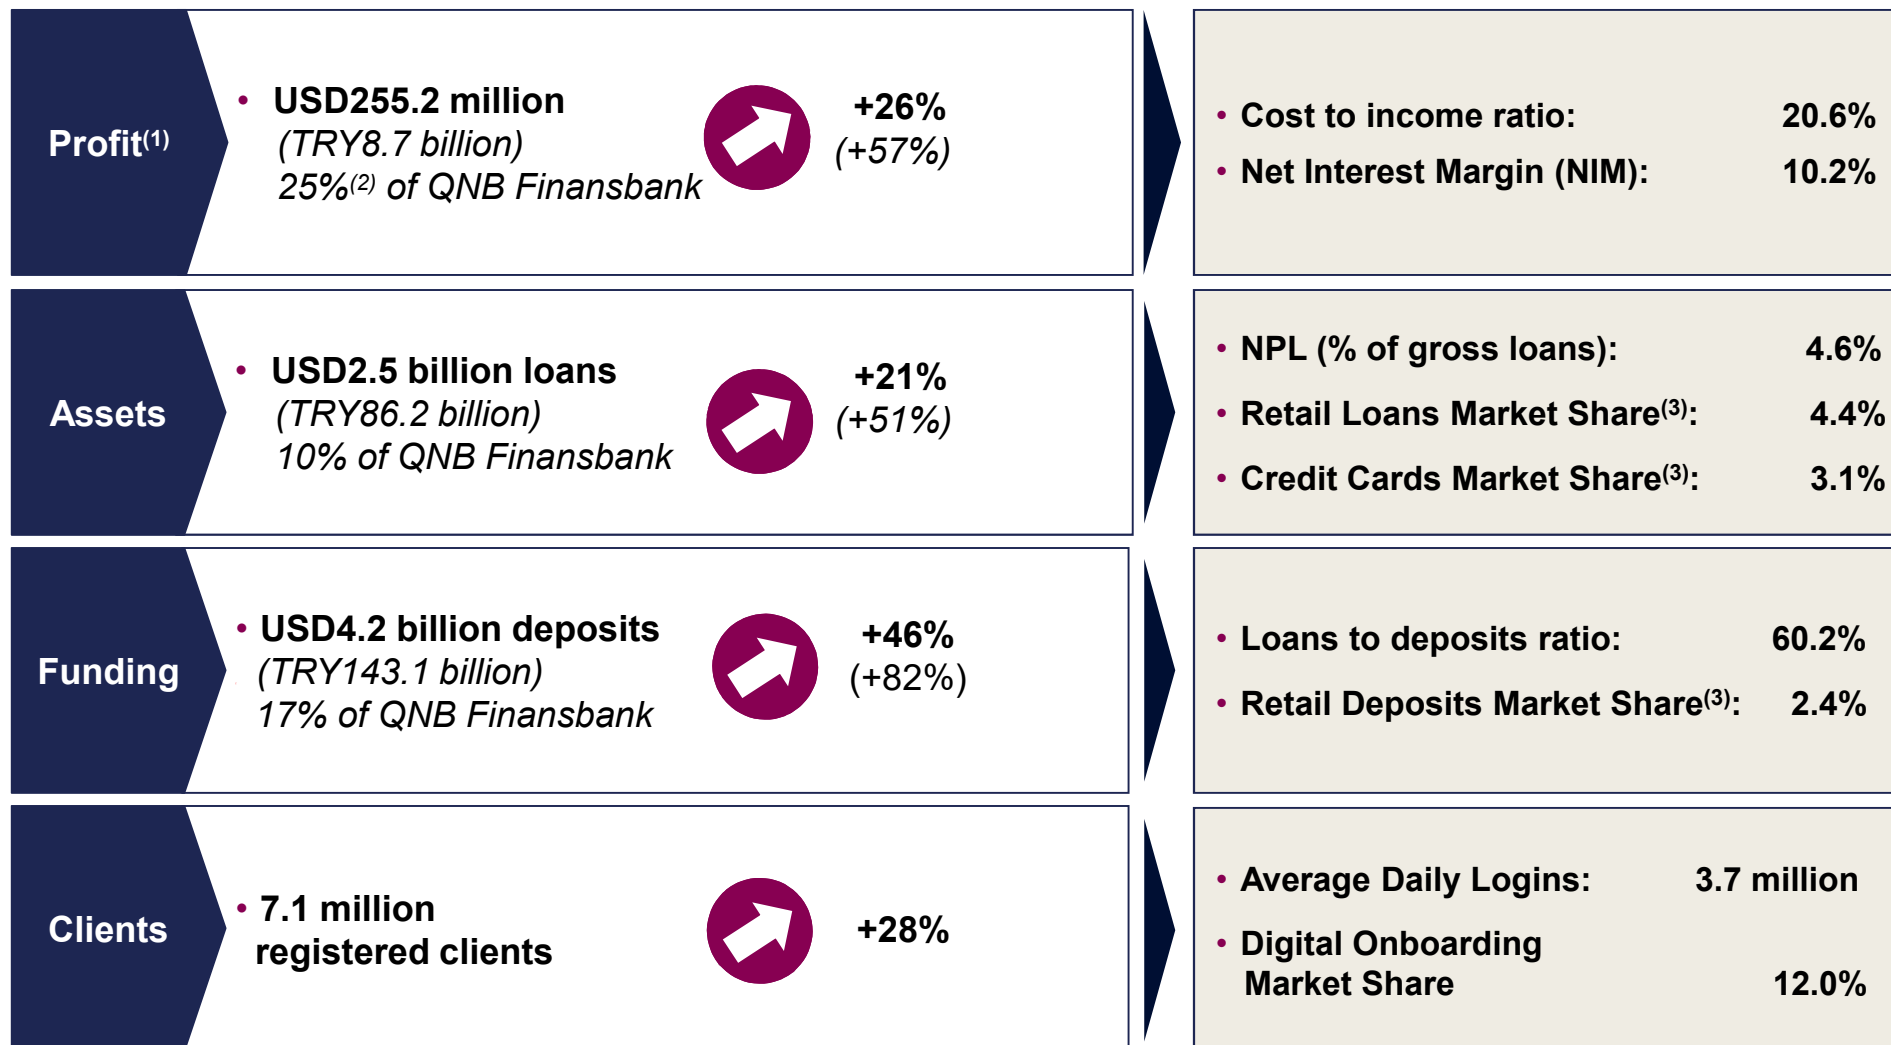 Profit(1)
• USD255.2 million
(TRY8.7 billion)
25%(2) of QNB Finansbank
+26%
(+57%)
• Cost to income ratio: 20.6%
• Net Interest Margin (NIM): 10.2%
Assets
• USD2.5 billion loans
(TRY86.2 billion)
10% of QNB Finansbank
+21%
(+51%)
• NPL (% of gross loans): 4.6%
• Retail Loans Market Share(3): 4.4%
• Credit Cards Market Share(3): 3.1%
Funding
• USD4.2 billion deposits
(TRY143.1 billion)
17% of QNB Finansbank
+46%
(+82%)
• Loans to deposits ratio: 60.2%
• Retail Deposits Market Share(3): 2.4%
Clients
• 7.1 million
registered clients
+28%
• Average Daily Logins: 3.7 million
• Digital Onboarding
Market Share 12.0%